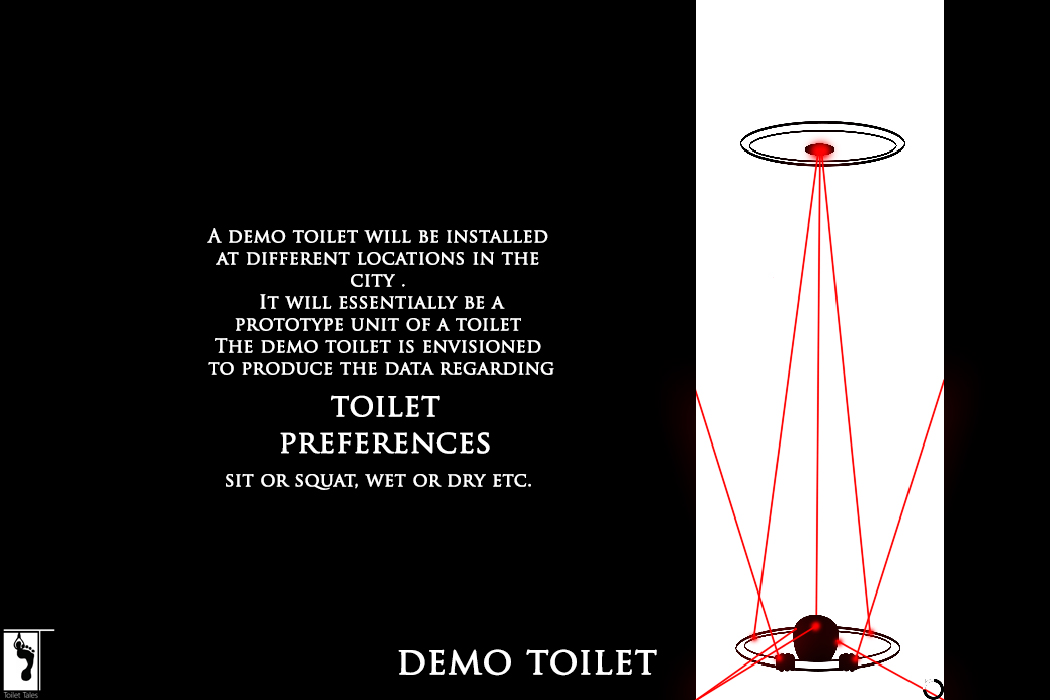 A DEMO TOILET WILL BE INSTALLED
AT DIFFERENT LOCATIONS IN THE
CITY .
IT WILL ESSENTIALLY BE A
PROTOTYPE UNIT OF A TOILET
THE DEMO TOILET IS ENVISIONED
TO PRODUCE THE DATA REGARDING
TOILET
PREFERENCES
SIT OR SQUAT, WET OR DRY ETC.
DEMO TOILET
Toilet Tales